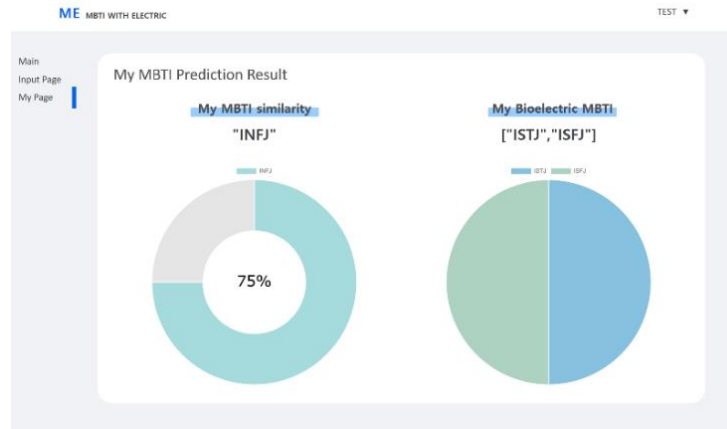 ME MBTI WITH ELECTRIC
TEST ▼
Main
Input Page
My Page
My MBTI Prediction Result
My MBTI similarity
"INFJ"
INFJ
75%
My Bioelectric MBTI
["ISTJ","ISFJ"]
ISTJ ISFJ